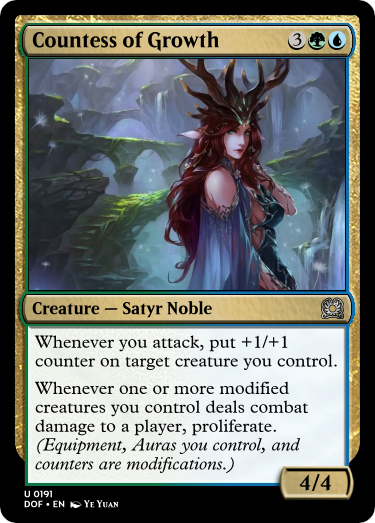 Countess of Growth 3
Creature — Satyr Noble
Whenever you attack, put +1/+1
counter on target creature you control.
Whenever one or more modified
creatures you control deals combat
damage to a player, proliferate.
(Equipment, Auras you control, and
counters are modifications.)
4/4
U 0191
DOF • EN Ye Yuan